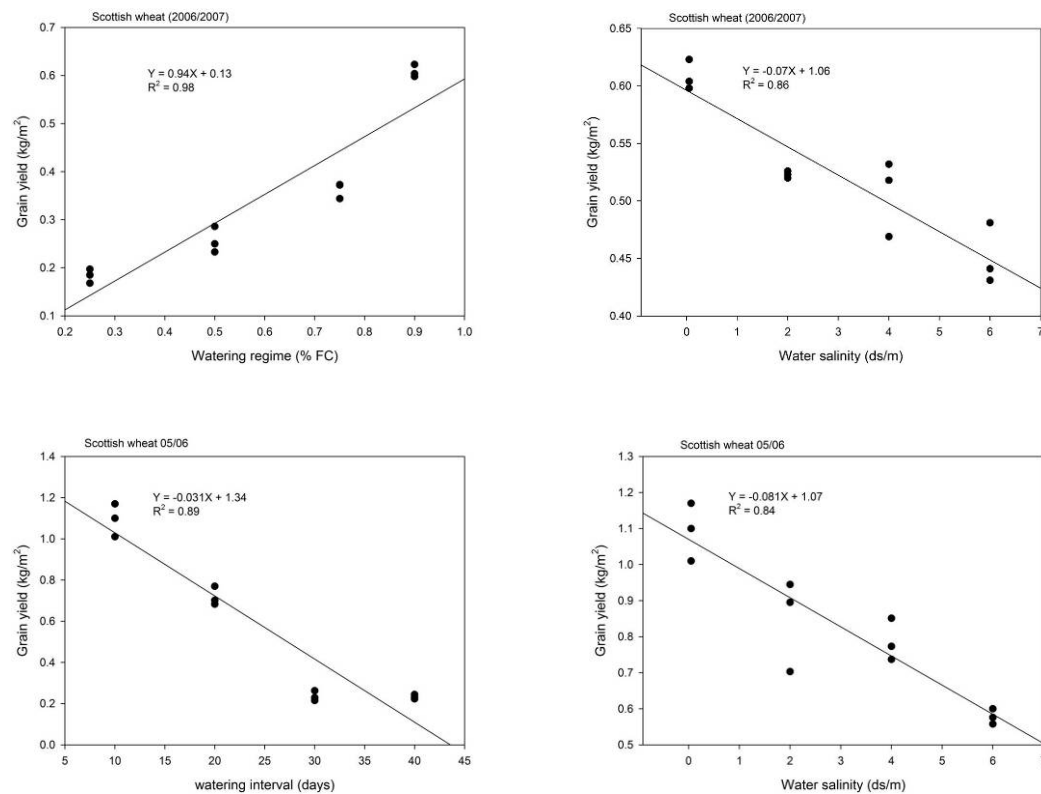 Scottish wheat (2006/2007)
Y = 0.94X + 0.13
R² = 0.98
Grain yield (kg/m²)
0.7
0.6
0.5
0.4
0.3
0.2
0.1
0.2 0.3 0.4 0.5 0.6 0.7 0.8 0.9 1.0
Watering regime (% FC)
Scottish wheat (2006/2007)
Y = -0.07X + 1.06
R² = 0.86
Grain yield (kg/m²)
0.65
0.60
0.55
0.50
0.45
0.40
0 1 2 3 4 5 6 7
Water salinity (ds/m)
Scottish wheat 05/06
Y = -0.031X + 1.34
R² = 0.89
Grain yield (kg/m²)
1.4
1.2
1.0
0.8
0.6
0.4
0.2
0.0
5 10 15 20 25 30 35 40 45
watering interval (days)
Scottish wheat 05/06
Y = -0.081X + 1.07
R² = 0.84
Grain yield (kg/m²)
1.3
1.2
1.1
1.0
0.9
0.8
0.7
0.6
0.5
0 1 2 3 4 5 6 7
Water salinity (ds/m)